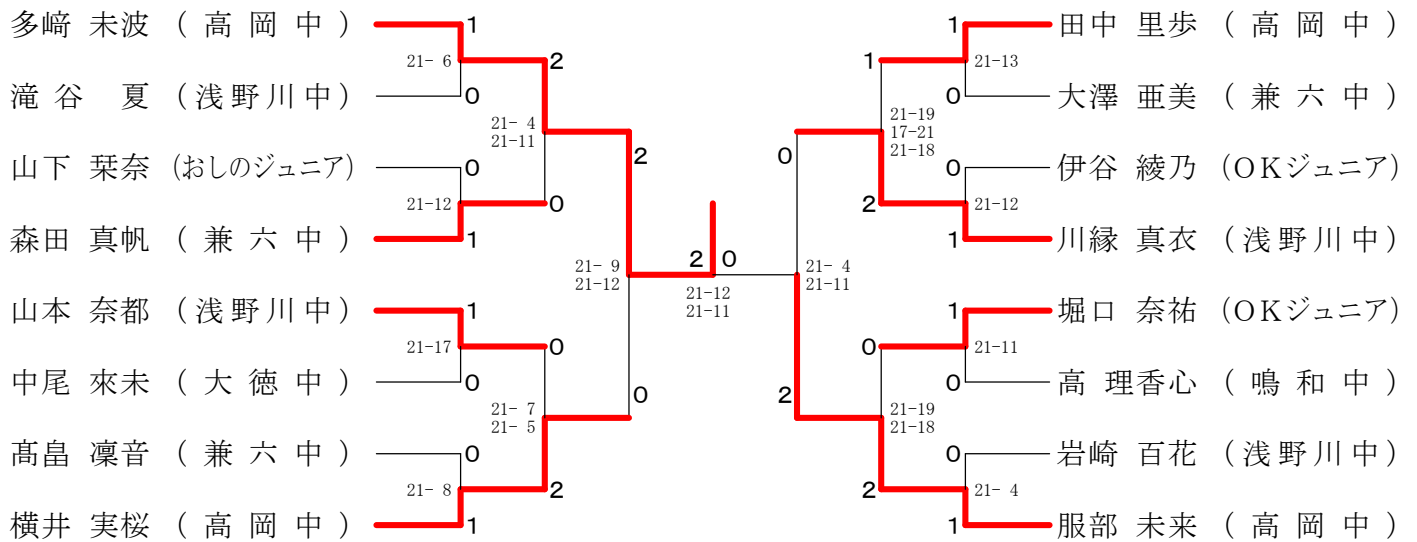 多﨑 未波 ( 高 岡 中 ) 1 1 田中 里歩 ( 高 岡 中 )
21- 6 2 1 21-13
滝 谷 夏 (浅野川中) 0 0 大澤 亜美 ( 兼 六 中 )
21- 4 21-19
21-11 17-21
2 0 21-18
山下 栞奈 (おしのジュニア) 0 0 伊谷 綾乃 (OKジュニア)
21-12 0 2 21-12
森田 真帆 ( 兼 六 中 ) 1 1 川縁 真衣 (浅野川中)
21- 9 2 0 21- 4
21-12 21-12 21-11
21-11
山本 奈都 (浅野川中) 1 1 堀口 奈祐 (OKジュニア)
21-17 0 0 21-11
中尾 來未 ( 大 徳 中 ) 0 0 高 理香心 ( 鳴 和 中 )
0 2
21- 7 21-19
21- 5 21-18
髙畠 凜音 ( 兼 六 中 ) 0 0 岩崎 百花 (浅野川中)
21- 8 2 2 21- 4
横井 実桜 ( 高 岡 中 ) 1 1 服部 未来 ( 高 岡 中 )